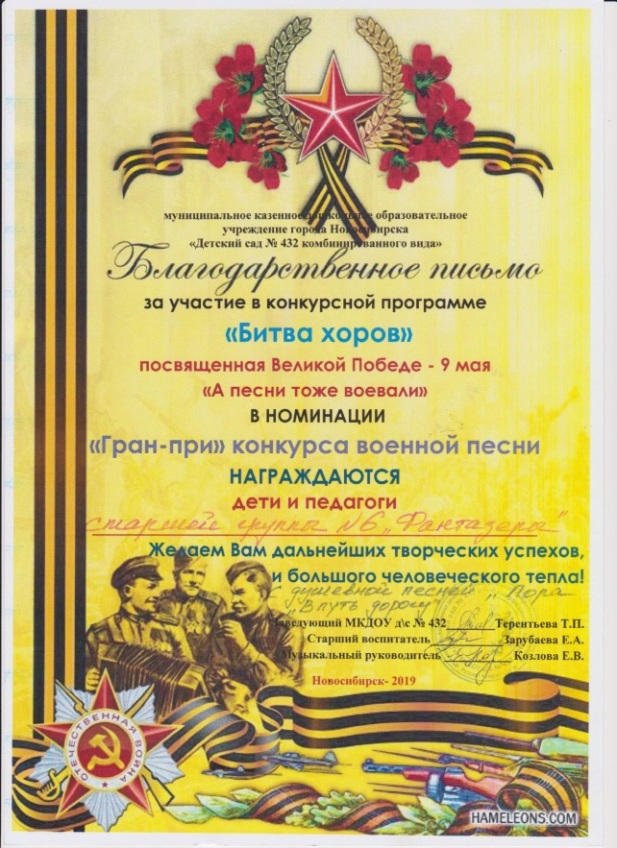 муниципальное казенное дошкольное образовательное
учреждение города Новосибирска
«Детский сад № 432 комбинированного вида»
Благодарственное письмо
за участие в конкурсной программе
«Битва хоров»
посвященная Великой Победе - 9 мая
«А песни тоже воевали»
В НОМИНАЦИИ
«Гран-при» конкурса военной песни
НАГРАЖДАЮТСЯ
дети и педагоги
старшей группы №6 „Фантазеры"
Желаем Вам дальнейших творческих успехов,
и большого человеческого тепла!
с душевной песней „Пора
в путь дорогу"
Заведующий МКДОУ д\с № 432 Терентьева Т.П.
Старший воспитатель Зарубаева Е.А.
Музыкальный руководитель Козлова Е.В.
Новосибирск- 2019
ОТЕЧЕСТВЕННАЯ ВОЙНА
HAMELEONS.COM